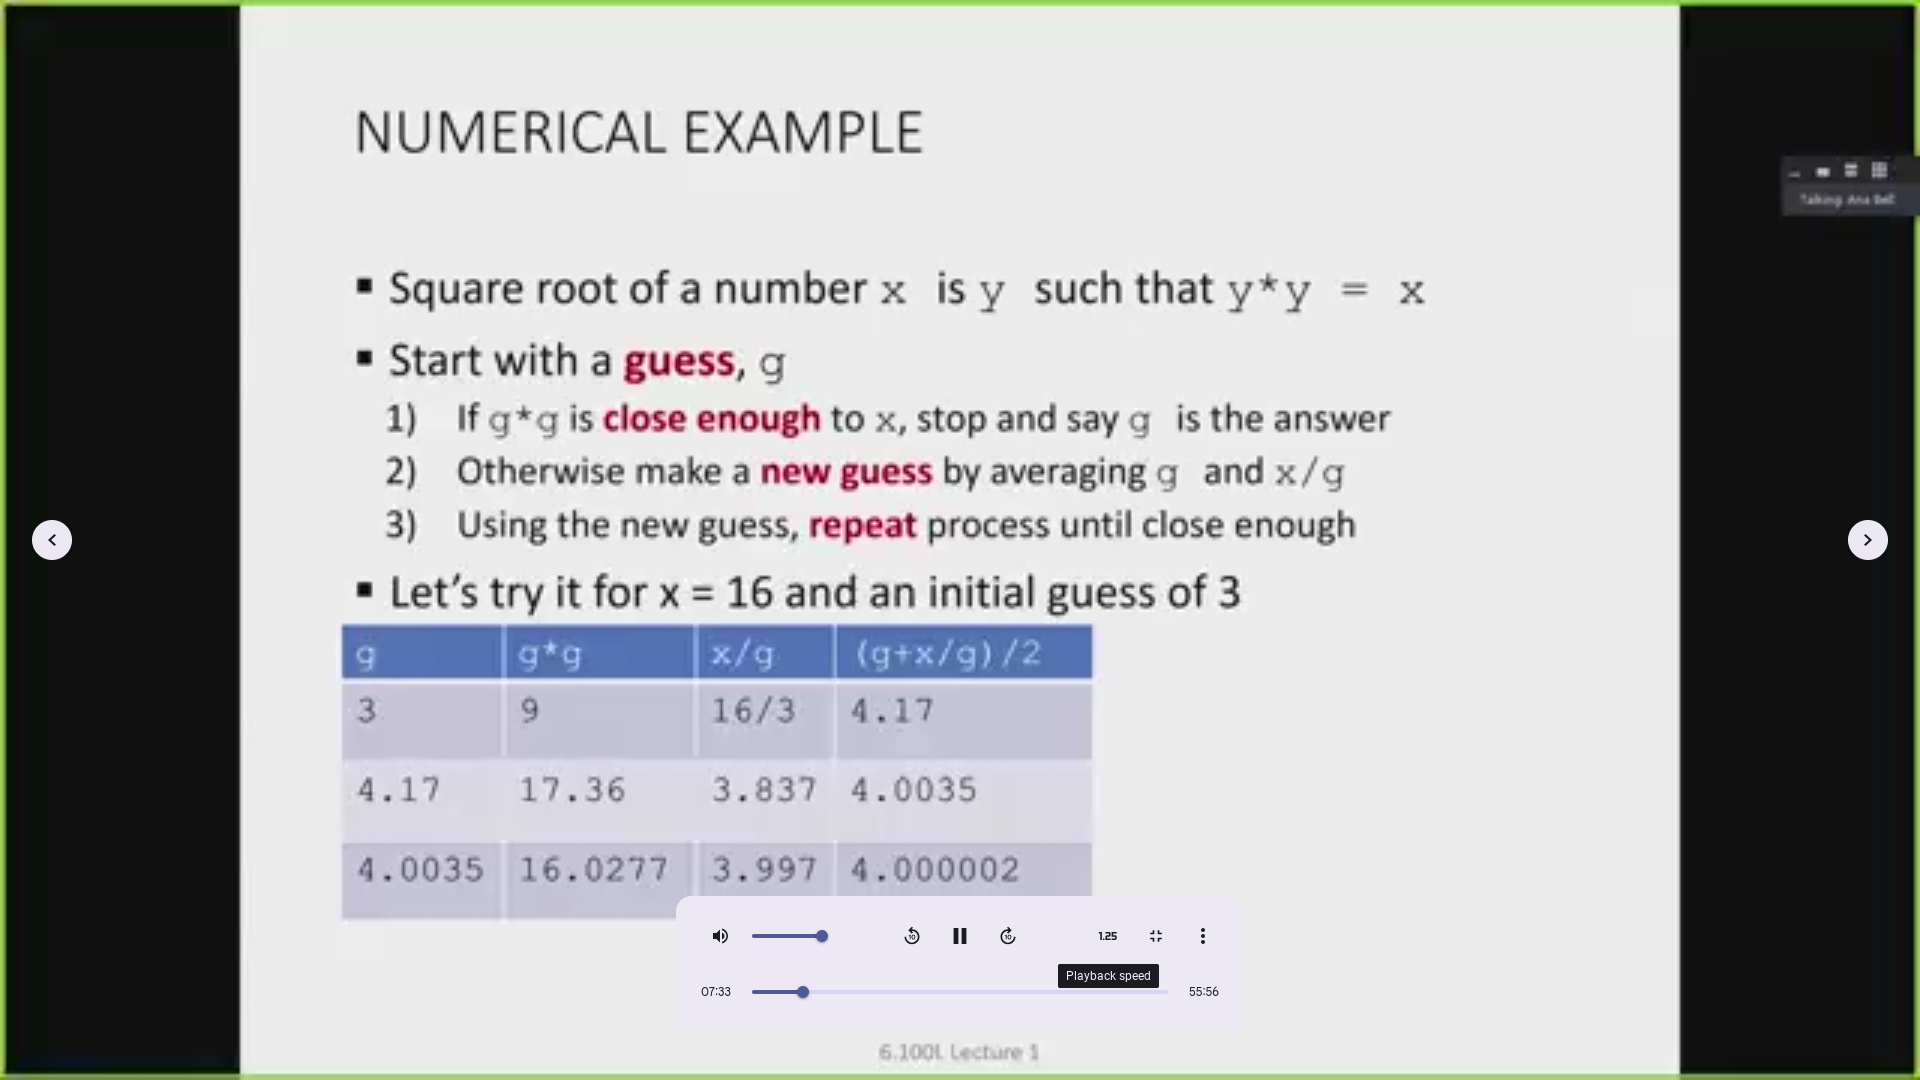 NUMERICAL EXAMPLE
Talking: Ana Bell
▪ Square root of a number x is y such that y*y = x
▪ Start with a guess, g
1) If g*g is close enough to x, stop and say g is the answer
2) Otherwise make a new guess by averaging g and x/g
3) Using the new guess, repeat process until close enough
▪ Let's try it for x = 16 and an initial guess of 3
g g*g x/g (g+x/g)/2
3 9 16/3 4.17
4.17 17.36 3.837 4.0035
4.0035 16.0277 3.997 4.000002
10 10 1.25
Playback speed
07:33 55:56
6.100L Lecture 1